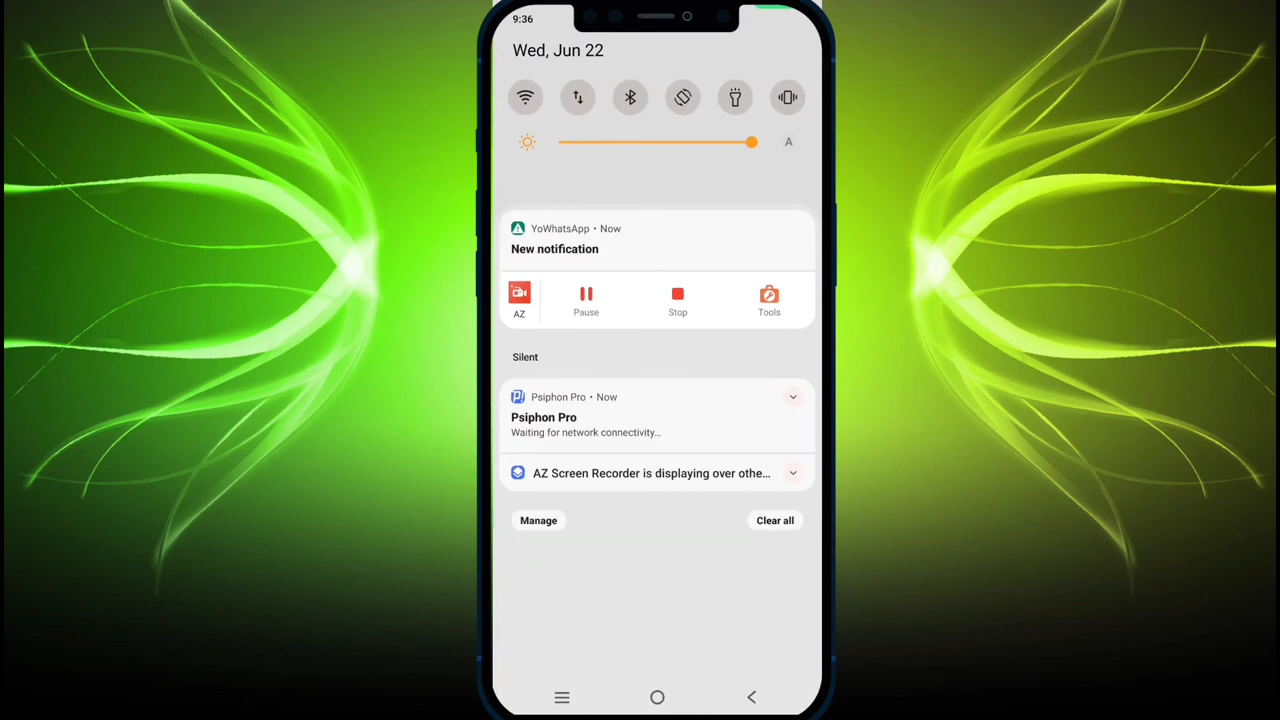 9:36
Wed, Jun 22
A
YoWhatsApp • Now
New notification
AZ
Pause
Stop
Tools
Silent
Psiphon Pro • Now
Psiphon Pro
Waiting for network connectivity...
AZ Screen Recorder is displaying over othe...
Manage
Clear all